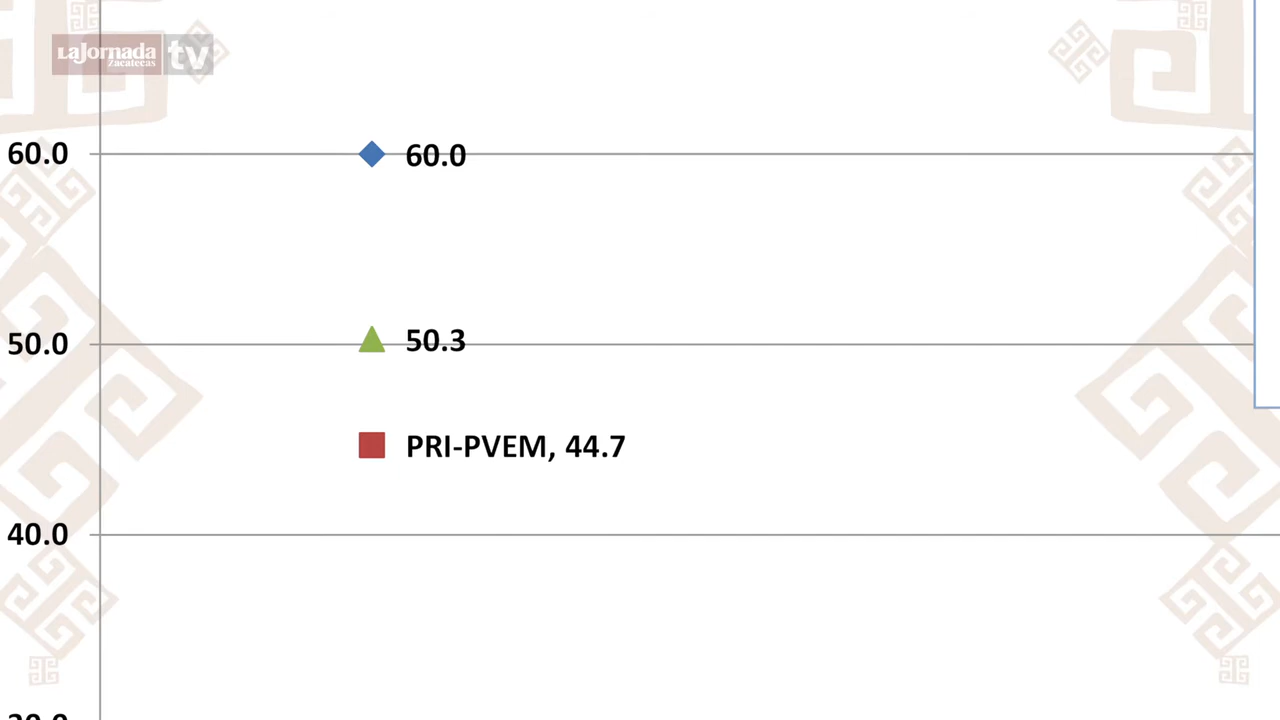 LaJornada
Zacatecas
tv
60.0
60.0
50.0
50.3
PRI-PVEM, 44.7
40.0